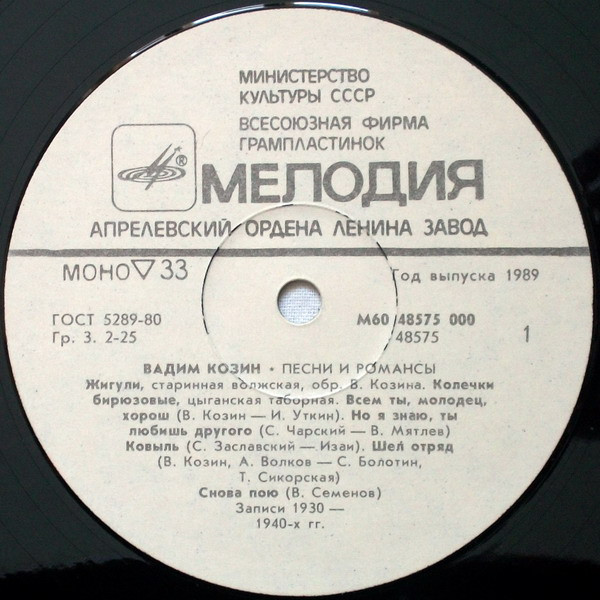 МИНИСТЕРСТВО
КУЛЬТУРЫ СССР
ВСЕСОЮЗНАЯ ФИРМА
ГРАМПЛАСТИНОК
®
МЕЛОДИЯ
АПРЕЛЕВСКИЙ ОРДЕНА ЛЕНИНА ЗАВОД
МОНО ▽ 33
Год выпуска 1989
ГОСТ 5289-80
М60 48575 000
Гр. 3. 2-25
48575
1
ВАДИМ КОЗИН • ПЕСНИ И РОМАНСЫ
Жигули, старинная волжская, обр. В. Козина. Колечки
бирюзовые, цыганская таборная. Всем ты, молодец,
хорош (В. Козин — И. Уткин). Но я знаю, ты
любишь другого (С. Чарский — В. Мятлев)
Ковыль (С. Заславский — Изаи). Шел отряд
(В. Козин, А. Волков — С. Болотин,
Т. Сикорская)
Снова пою (В. Семенов)
Записи 1930 —
1940-х гг.